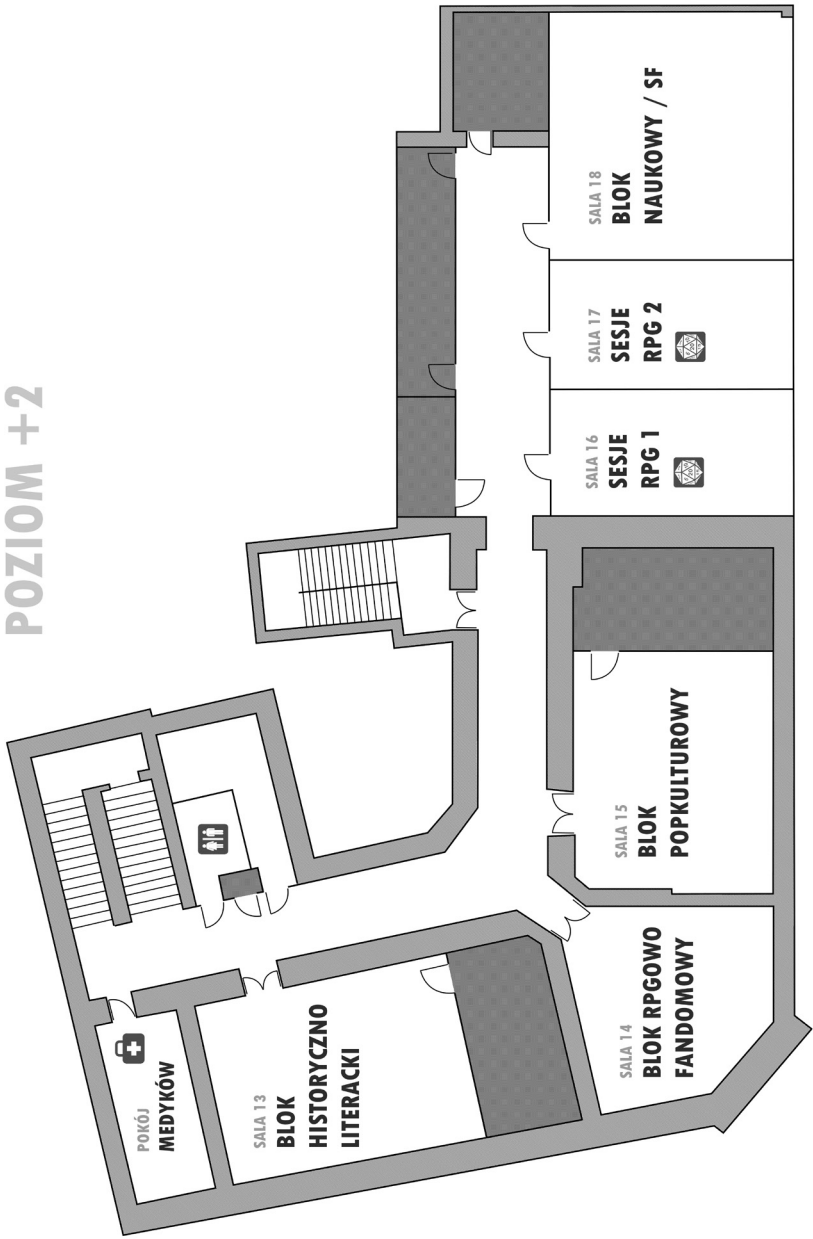 POZIOM +2
POKÓJ
MEDYKÓW
SALA 13
BLOK
HISTORYCZNO
LITERACKI
SALA 14
BLOK RPGOWO
FANDOMOWY
SALA 15
BLOK
POPKULTUROWY
SALA 16
SESJE
RPG 1
SALA 17
SESJE
RPG 2
SALA 18
BLOK
NAUKOWY / SF